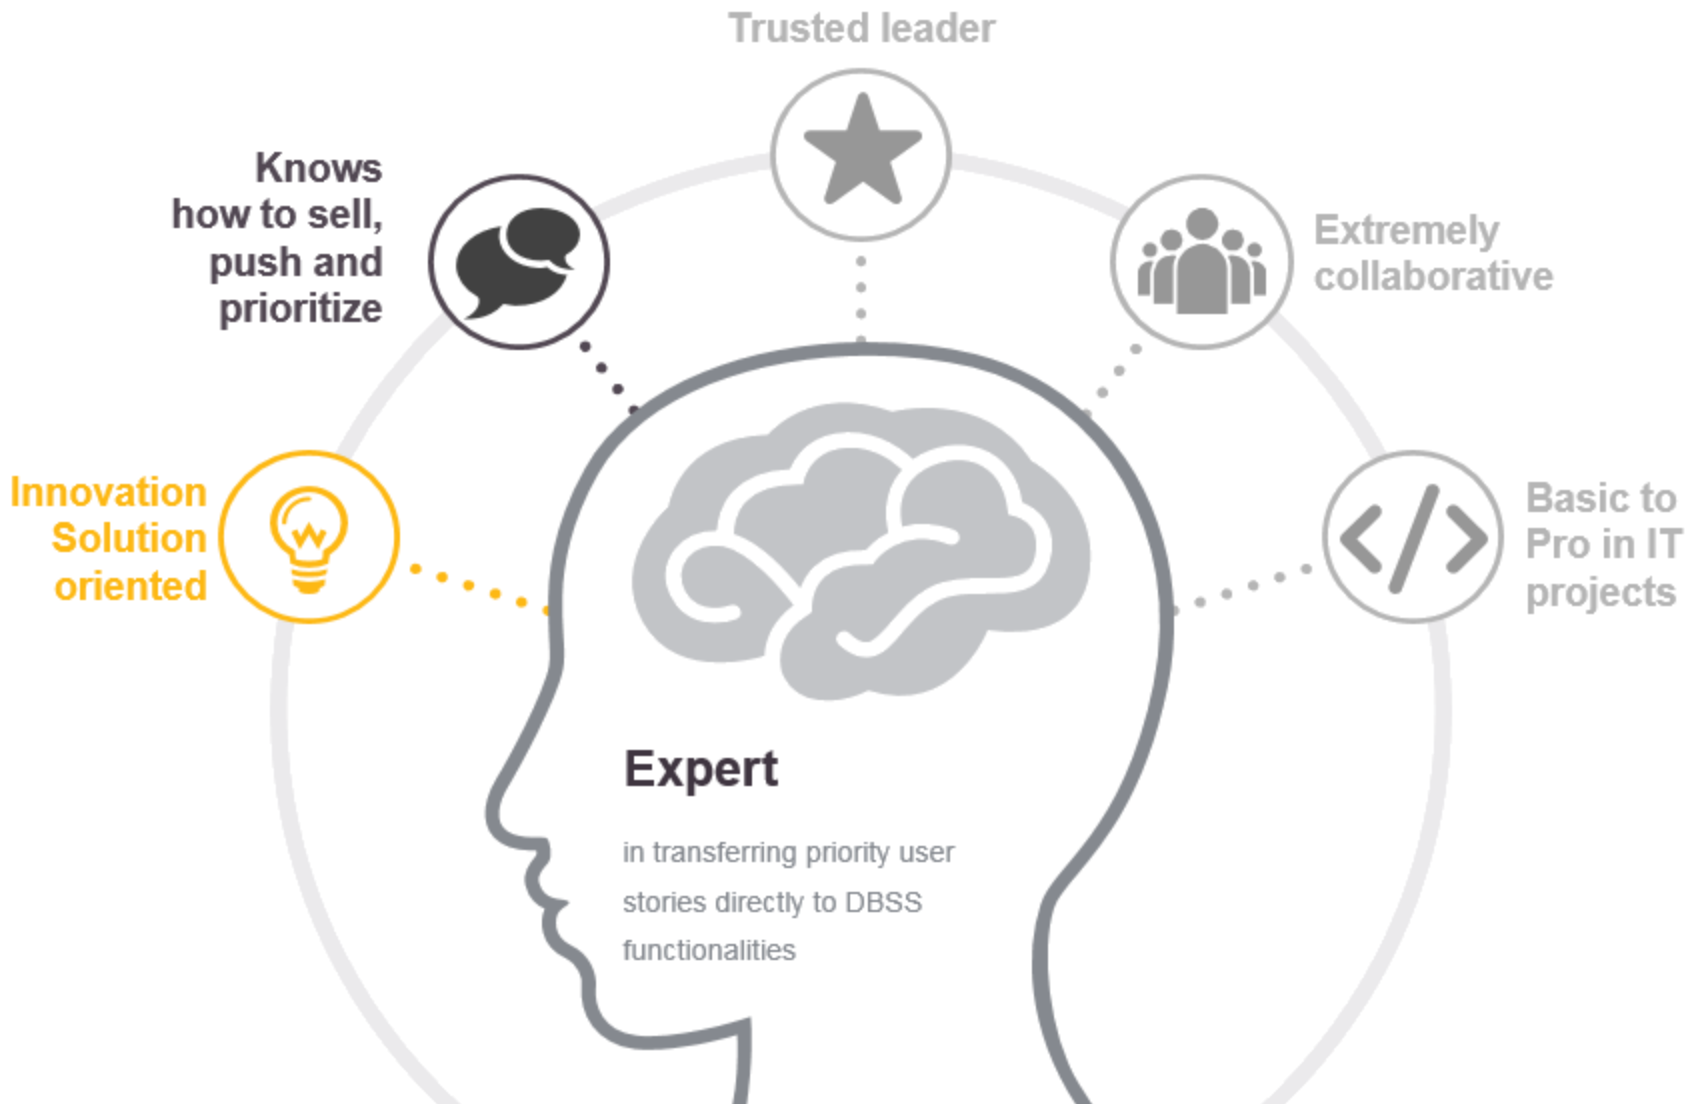 Trusted leader
Knows
how to sell,
push and
prioritize
Extremely
collaborative
Innovation
Solution
oriented
Basic to
Pro in IT
projects
Expert
in transferring priority user
stories directly to DBSS
functionalities